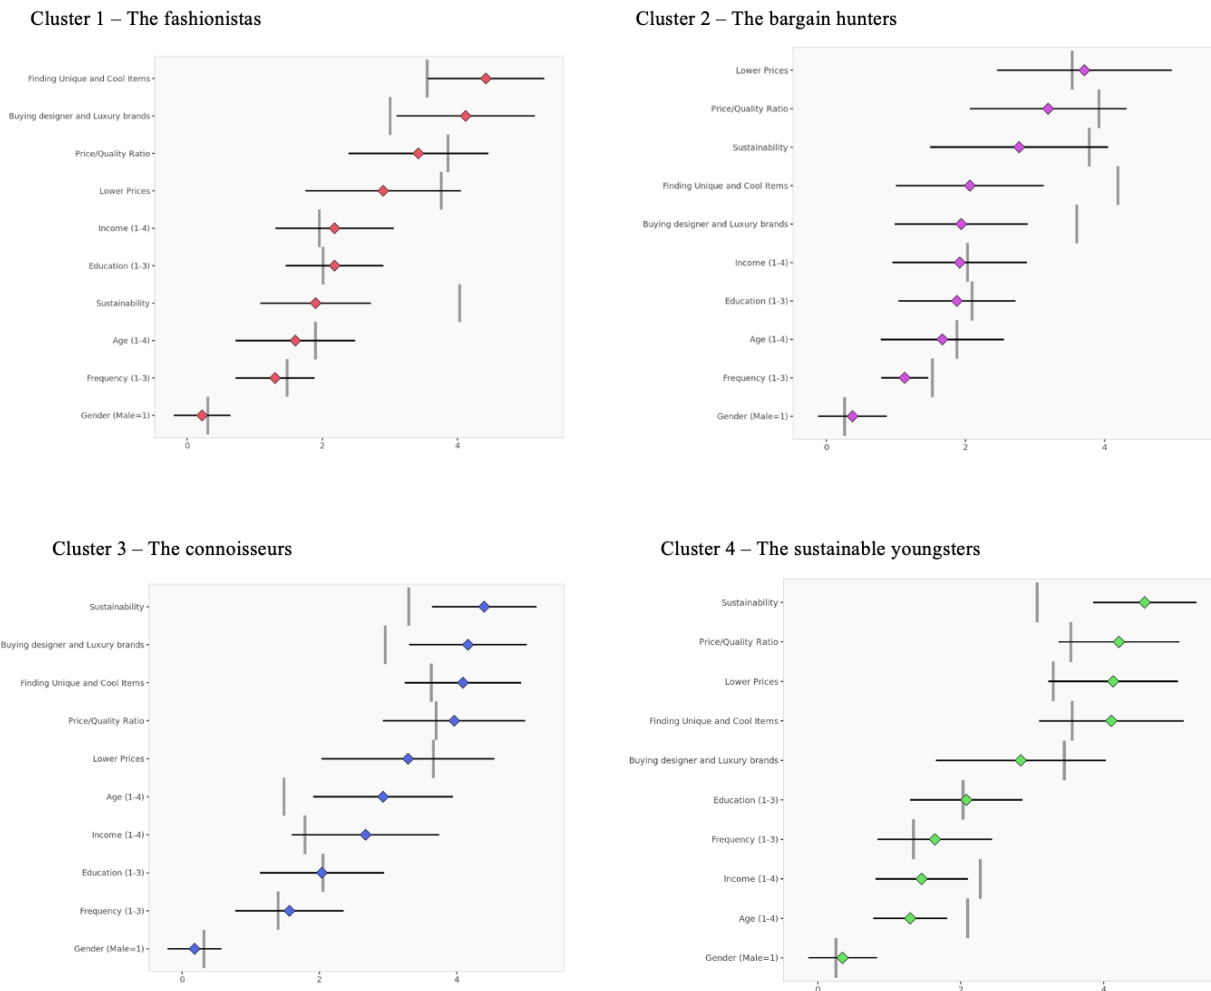 Cluster 1 – The fashionistas
Finding Unique and Cool Items
Buying designer and Luxury brands
Price/Quality Ratio
Lower Prices
Income (1-4)
Education (1-3)
Sustainability
Age (1-4)
Frequency (1-3)
Gender (Male=1)
0 2 4
Cluster 2 – The bargain hunters
Lower Prices
Price/Quality Ratio
Sustainability
Finding Unique and Cool Items
Buying designer and Luxury brands
Income (1-4)
Education (1-3)
Age (1-4)
Frequency (1-3)
Gender (Male=1)
0 2 4
Cluster 3 – The connoisseurs
Sustainability
Buying designer and Luxury brands
Finding Unique and Cool Items
Price/Quality Ratio
Lower Prices
Age (1-4)
Income (1-4)
Education (1-3)
Frequency (1-3)
Gender (Male=1)
0 2 4
Cluster 4 – The sustainable youngsters
Sustainability
Price/Quality Ratio
Lower Prices
Finding Unique and Cool Items
Buying designer and Luxury brands
Education (1-3)
Frequency (1-3)
Income (1-4)
Age (1-4)
Gender (Male=1)
0 2 4